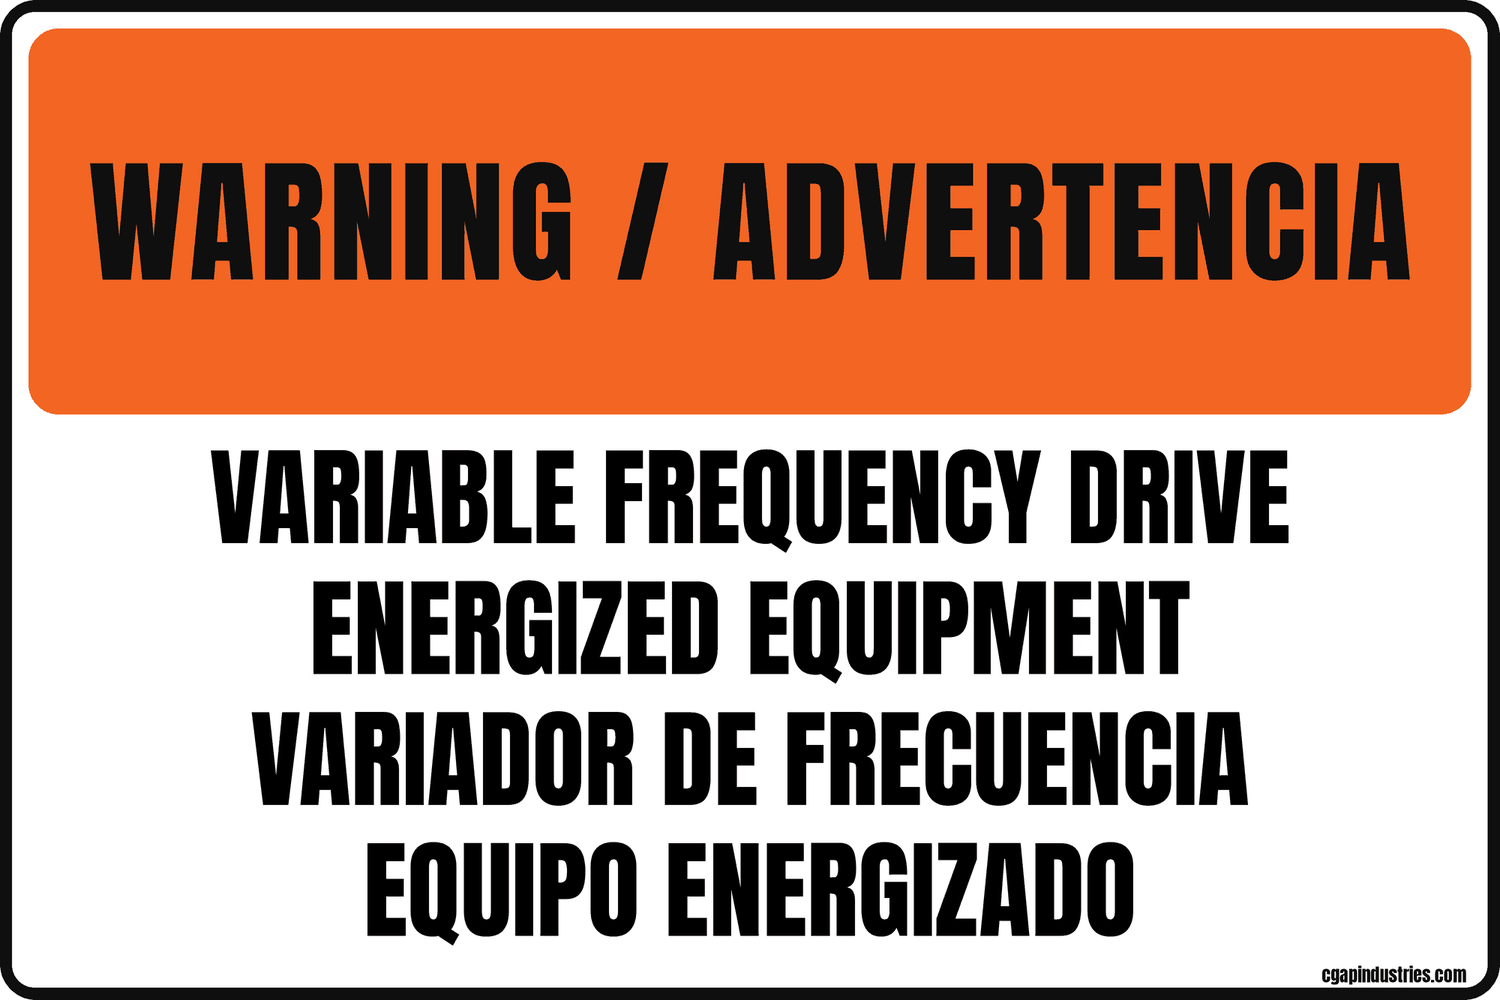 WARNING / ADVERTENCIA
VARIABLE FREQUENCY DRIVE
ENERGIZED EQUIPMENT
VARIADOR DE FRECUENCIA
EQUIPO ENERGIZADO
cgapindustries.com